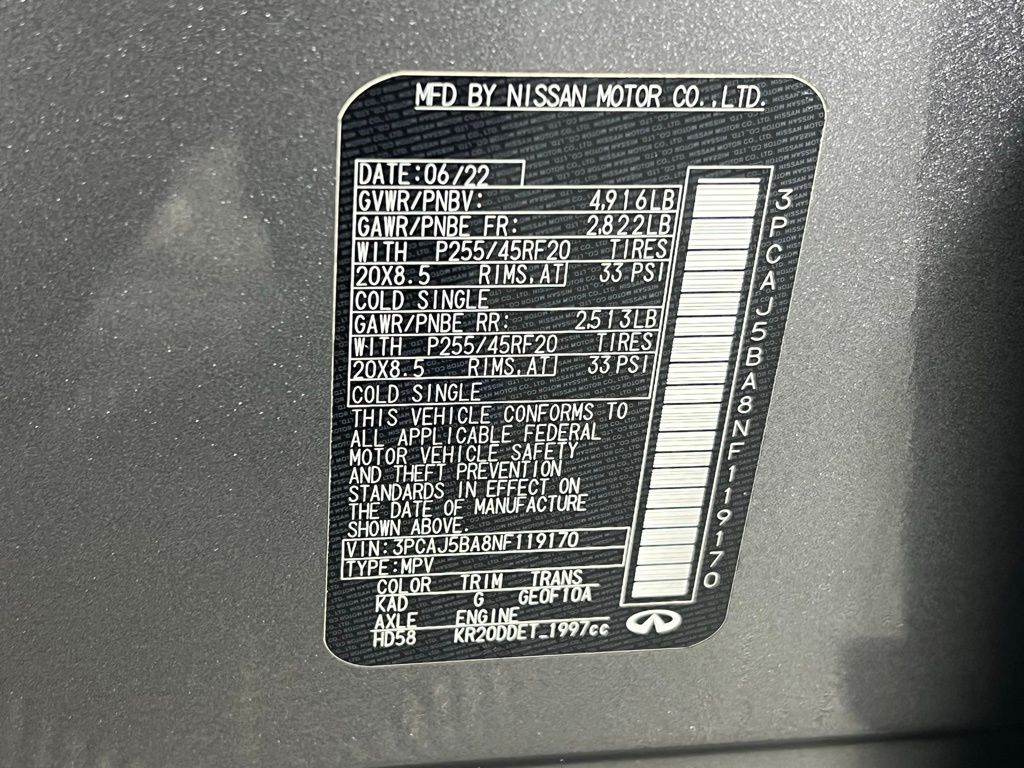 MFD BY NISSAN MOTOR CO.,LTD.
DATE:06/22
GVWR/PNBV: 4,916LB
GAWR/PNBE FR: 2,822LB
WITH P255/45RF20 TIRES
20X8.5 RIMS,AT 33 PSI
COLD SINGLE
GAWR/PNBE RR: 2,513LB
WITH P255/45RF20 TIRES
20X8.5 RIMS,AT 33 PSI
COLD SINGLE
THIS VEHICLE CONFORMS TO
ALL APPLICABLE FEDERAL
MOTOR VEHICLE SAFETY
AND THEFT PREVENTION
STANDARDS IN EFFECT ON
THE DATE OF MANUFACTURE
SHOWN ABOVE.
VIN:3PCAJ5BA8NF119170
TYPE:MPV
COLOR TRIM TRANS
KAD G GE0F10A
AXLE ENGINE
HD58 KR20DDET_1997cc
3PCAJ5BA8NF119170